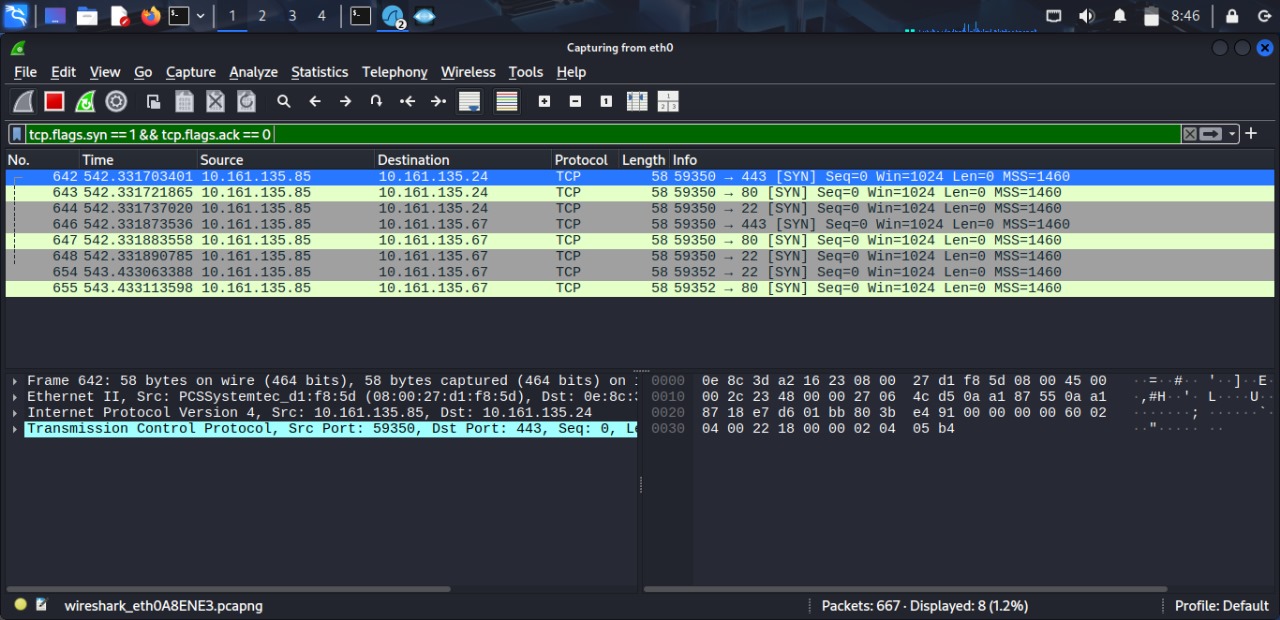 1 2 3 4 2 8:46
Capturing from eth0
File Edit View Go Capture Analyze Statistics Telephony Wireless Tools Help
tcp.flags.syn == 1 && tcp.flags.ack == 0
No. Time Source Destination Protocol Length Info
642 542.331703401 10.161.135.85 10.161.135.24 TCP 58 59350 → 443 [SYN] Seq=0 Win=1024 Len=0 MSS=1460
643 542.331721865 10.161.135.85 10.161.135.24 TCP 58 59350 → 80 [SYN] Seq=0 Win=1024 Len=0 MSS=1460
644 542.331737020 10.161.135.85 10.161.135.24 TCP 58 59350 → 22 [SYN] Seq=0 Win=1024 Len=0 MSS=1460
646 542.331873536 10.161.135.85 10.161.135.67 TCP 58 59350 → 443 [SYN] Seq=0 Win=1024 Len=0 MSS=1460
647 542.331883558 10.161.135.85 10.161.135.67 TCP 58 59350 → 80 [SYN] Seq=0 Win=1024 Len=0 MSS=1460
648 542.331890785 10.161.135.85 10.161.135.67 TCP 58 59350 → 22 [SYN] Seq=0 Win=1024 Len=0 MSS=1460
654 543.433063388 10.161.135.85 10.161.135.67 TCP 58 59352 → 22 [SYN] Seq=0 Win=1024 Len=0 MSS=1460
655 543.433113598 10.161.135.85 10.161.135.67 TCP 58 59352 → 80 [SYN] Seq=0 Win=1024 Len=0 MSS=1460
Frame 642: 58 bytes on wire (464 bits), 58 bytes captured (464 bits) on
Ethernet II, Src: PCSSystemtec_d1:f8:5d (08:00:27:d1:f8:5d), Dst: 0e:8c:
Internet Protocol Version 4, Src: 10.161.135.85, Dst: 10.161.135.24
Transmission Control Protocol, Src Port: 59350, Dst Port: 443, Seq: 0, Le
0000 0e 8c 3d a2 16 23 08 00 27 d1 f8 5d 08 00 45 00 ··=·#··'··]··E·
0010 00 2c 23 48 00 00 27 06 4c d5 0a a1 87 55 0a a1 ·,#H··'·L····U··
0020 87 18 e7 d6 01 bb 80 3b e4 91 00 00 00 00 60 02 ·······;······`·
0030 04 00 22 18 00 00 02 04 05 b4 ··"·······
wireshark_eth0A8ENE3.pcapng
Packets: 667 · Displayed: 8 (1.2%)
Profile: Default